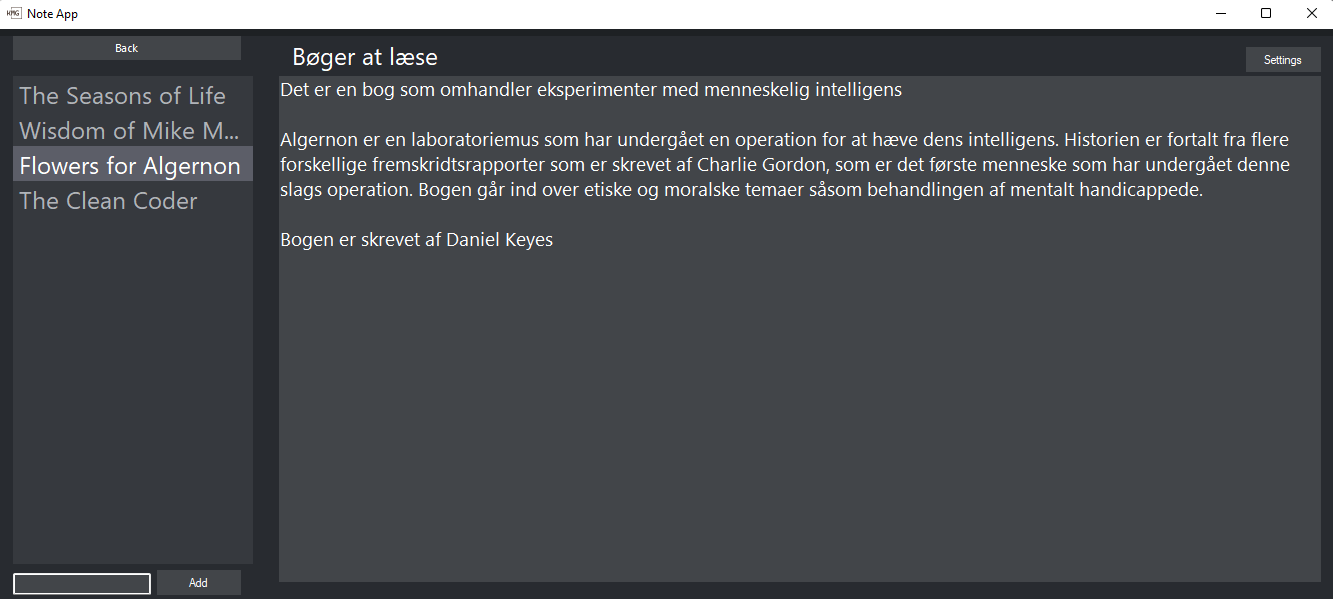 KMG Note App
Back
Bøger at læse
Settings
The Seasons of Life
Wisdom of Mike M...
Flowers for Algernon
The Clean Coder
Det er en bog som omhandler eksperimenter med menneskelig intelligens
Algernon er en laboratoriemus som har undergået en operation for at hæve dens intelligens. Historien er fortalt fra flere
forskellige fremskridtsrapporter som er skrevet af Charlie Gordon, som er det første menneske som har undergået denne
slags operation. Bogen går ind over etiske og moralske temaer såsom behandlingen af mentalt handicappede.
Bogen er skrevet af Daniel Keyes
Add